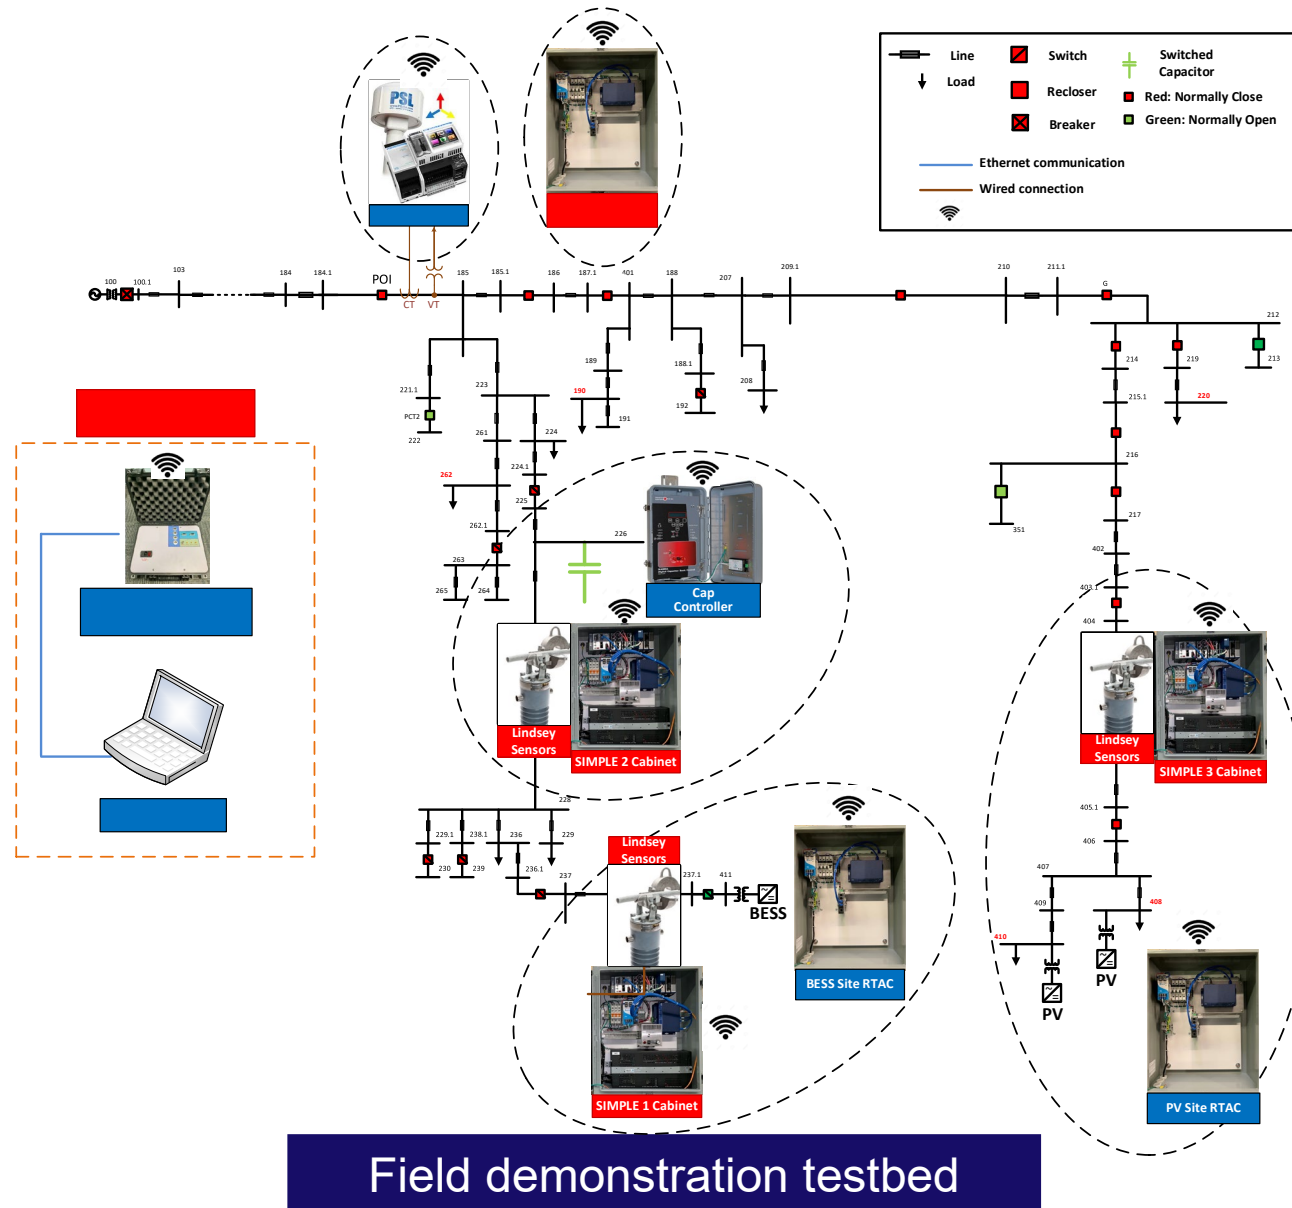 PSL
Line
Load
Switch
Recloser
Breaker
Switched
Capacitor
Red: Normally Close
Green: Normally Open
Ethernet communication
Wired connection
100
100.1
103
184
184.1
POI
CT
VT
185
185.1
186
187.1
401
188
207
209.1
210
211.1
G
212
221.1
PCT2
222
223
261
262
262.1
263
265
264
224
224.1
225
226
189
190
191
188.1
192
208
214
215.1
219
220
213
216
351
217
402
403.1
404
Cap
Controller
Lindsey
Sensors
SIMPLE 2 Cabinet
Lindsey
Sensors
SIMPLE 3 Cabinet
228
229.1
230
238.1
239
236
236.1
229
237
Lindsey
Sensors
237.1
411
BESS
SIMPLE 1 Cabinet
BESS Site RTAC
405.1
406
407
409
408
410
PV
PV
PV Site RTAC
Field demonstration testbed